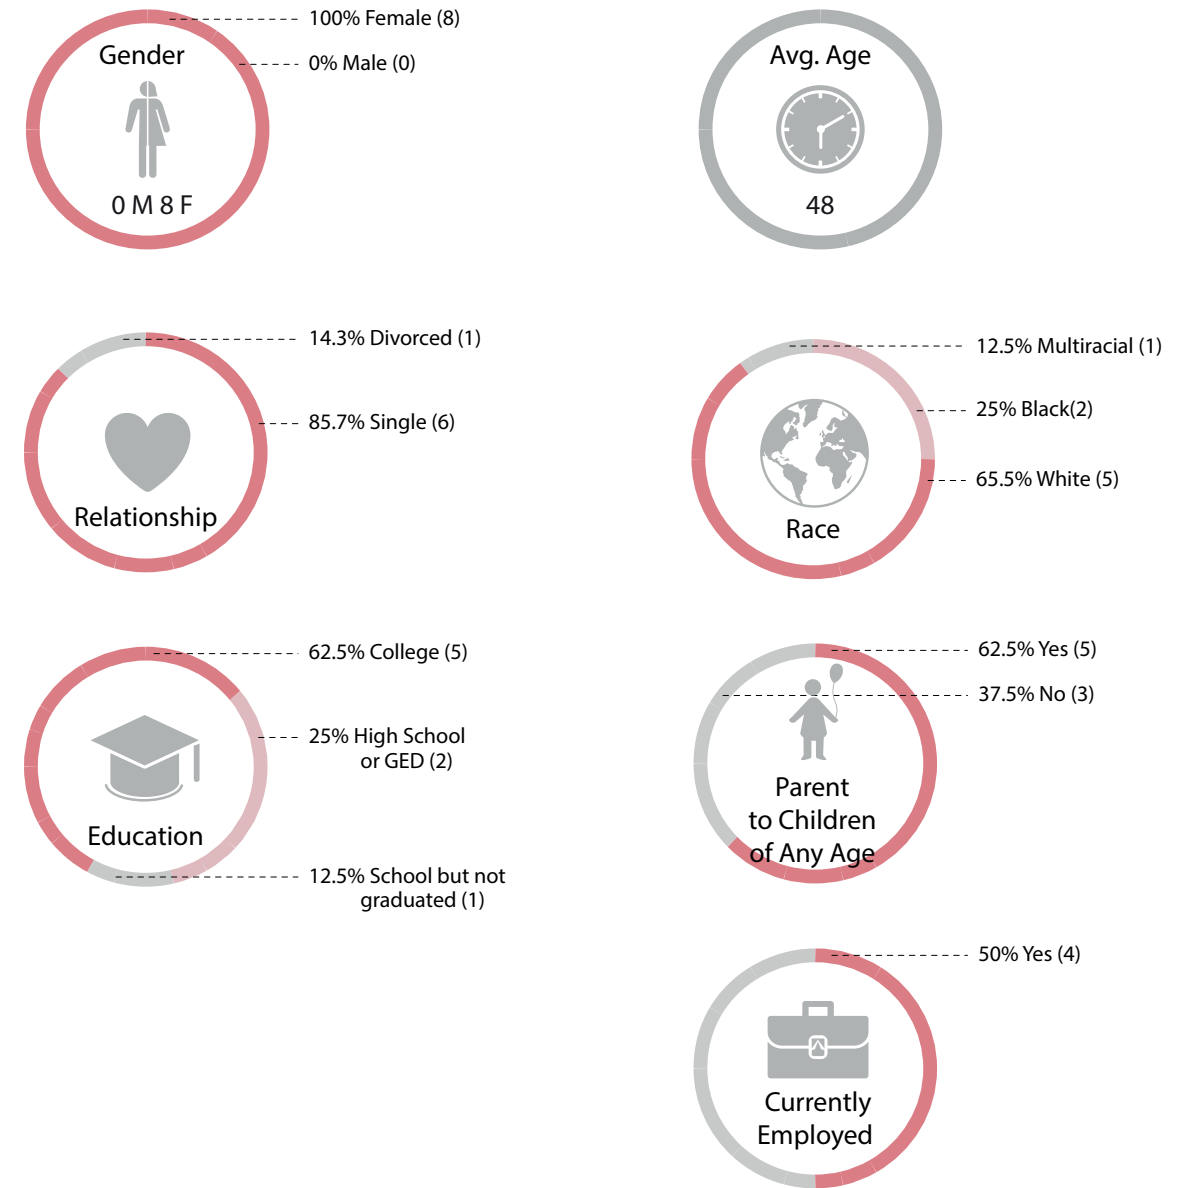 100% Female (8)
0% Male (0)
Gender
0 M 8 F
Avg. Age
48
14.3% Divorced (1)
85.7% Single (6)
Relationship
12.5% Multiracial (1)
25% Black(2)
65.5% White (5)
Race
62.5% College (5)
25% High School
or GED (2)
Education
12.5% School but not
graduated (1)
62.5% Yes (5)
37.5% No (3)
Parent
to Children
of Any Age
50% Yes (4)
Currently
Employed